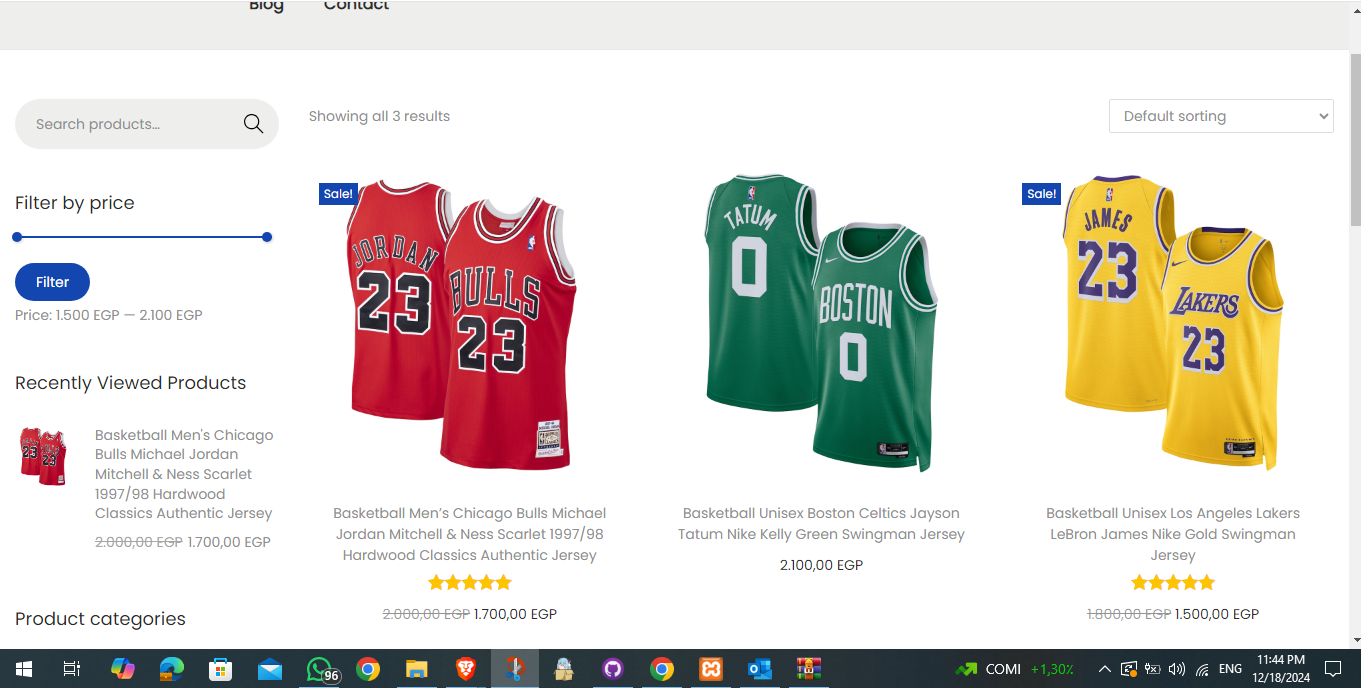 Blog Contact
Search products...
Showing all 3 results
Default sorting
Filter by price
Filter
Price: 1.500 EGP — 2.100 EGP
Recently Viewed Products
Basketball Men's Chicago
Bulls Michael Jordan
Mitchell & Ness Scarlet
1997/98 Hardwood
Classics Authentic Jersey
2.000,00 EGP 1.700,00 EGP
Product categories
Sale!
JORDAN
23
BULLS
23
Basketball Men’s Chicago Bulls Michael
Jordan Mitchell & Ness Scarlet 1997/98
Hardwood Classics Authentic Jersey
2.000,00 EGP 1.700,00 EGP
TATUM
0
BOSTON
0
Basketball Unisex Boston Celtics Jayson
Tatum Nike Kelly Green Swingman Jersey
2.100,00 EGP
Sale!
JAMES
23
LAKERS
23
Basketball Unisex Los Angeles Lakers
LeBron James Nike Gold Swingman
Jersey
1.800,00 EGP 1.500,00 EGP
96
COMI +1,30%
ENG
11:44 PM
12/18/2024